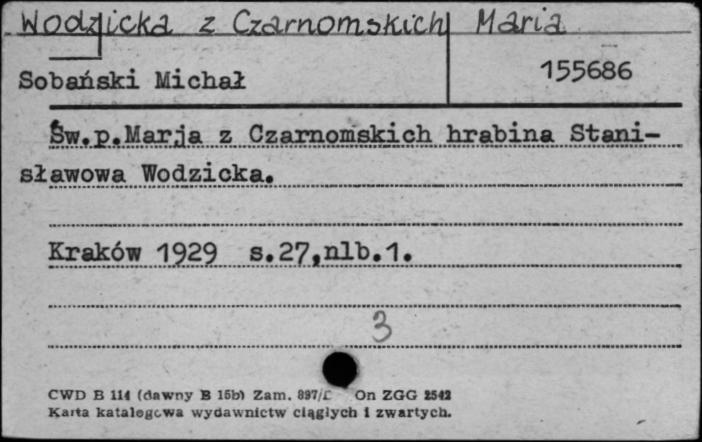 Wodzicka z Czarnomskich Maria
Sobański Michał 155686
Św.p.Marja z Czarnomskich hrabina Stani-
sławowa Wodzicka.
Kraków 1929 s.27,nlb.1.
3
CWD B 114 (dawny B 15b) Zam. On ZGG 2542
Karta katalogowa wydawnictw ciągłych i zwartych.